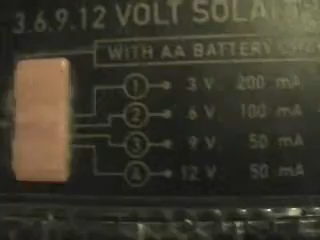 3.6.9.12 VOLT SOLAR
WITH AA BATTERY
1 3 V. 200 mA
2 6 V. 100 mA
3 9 V. 50 mA
4 12 V. 50 mA